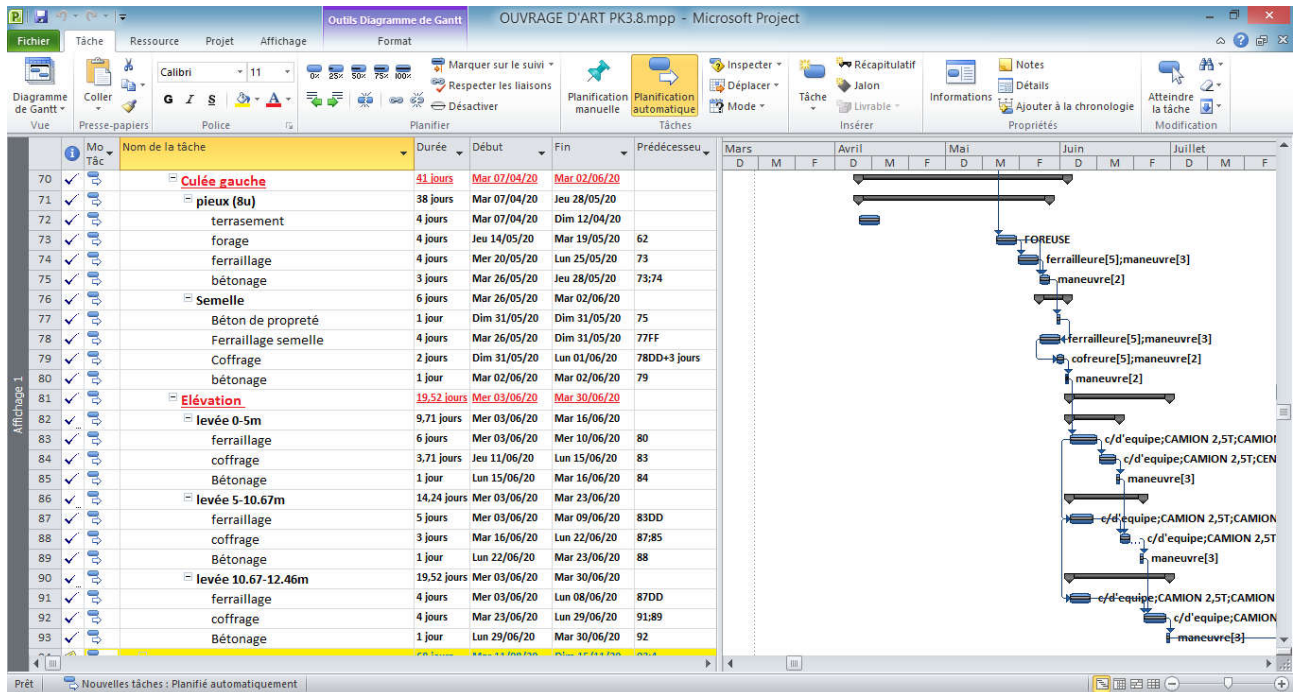 Outils Diagramme de Gantt
OUVRAGE D'ART PK3.8.mpp - Microsoft Project
Fichier Tâche Ressource Projet Affichage Format
Diagramme de Gantt
Vue
Coller
Presse-papiers
Calibri 11
G I S A
Police
0% 25% 50% 75% 100%
Marquer sur le suivi
Respecter les liaisons
Désactiver
Planifier
Planification manuelle
Planification automatique
Inspecter
Déplacer
Mode
Tâches
Tâche
Récapitulatif
Jalon
Livrable
Insérer
Informations
Notes
Détails
Ajouter à la chronologie
Propriétés
Atteindre la tâche
Modification
Mo Tâc Nom de la tâche Durée Début Fin Prédécesseu
Mars Avril Mai Juin Juillet
D M F D M F D M F D M F D M F
70 Culée gauche 41 jours Mar 07/04/20 Mar 02/06/20
71 pieux (8u) 38 jours Mar 07/04/20 Jeu 28/05/20
72 terrasement 4 jours Mar 07/04/20 Dim 12/04/20
73 forage 4 jours Jeu 14/05/20 Mar 19/05/20 62 FOREUSE
74 ferraillage 4 jours Mer 20/05/20 Lun 25/05/20 73 ferrailleure[5];maneuvre[3]
75 bétonage 3 jours Mar 26/05/20 Jeu 28/05/20 73;74 maneuvre[2]
76 Semelle 6 jours Mar 26/05/20 Mar 02/06/20
77 Béton de propreté 1 jour Dim 31/05/20 Dim 31/05/20 75
78 Ferraillage semelle 4 jours Mar 26/05/20 Dim 31/05/20 77FF ferrailleure[5];maneuvre[3]
79 Coffrage 2 jours Dim 31/05/20 Lun 01/06/20 78DD+3 jours cofreure[5];maneuvre[2]
80 bétonage 1 jour Mar 02/06/20 Mar 02/06/20 79 maneuvre[2]
81 Elévation 19,52 jours Mer 03/06/20 Mar 30/06/20
82 levée 0-5m 9,71 jours Mer 03/06/20 Mar 16/06/20
83 ferraillage 6 jours Mer 03/06/20 Mer 10/06/20 80 c/d'equipe;CAMION 2,5T;CAMION
84 coffrage 3,71 jours Jeu 11/06/20 Lun 15/06/20 83 c/d'equipe;CAMION 2,5T;CEN
85 Bétonage 1 jour Lun 15/06/20 Mar 16/06/20 84 maneuvre[3]
86 levée 5-10.67m 14,24 jours Mer 03/06/20 Mar 23/06/20
87 ferraillage 5 jours Mer 03/06/20 Mar 09/06/20 83DD c/d'equipe;CAMION 2,5T;CAMION
88 coffrage 3 jours Mar 16/06/20 Lun 22/06/20 87;85 c/d'equipe;CAMION 2,5T
89 Bétonage 1 jour Lun 22/06/20 Mar 23/06/20 88 maneuvre[3]
90 levée 10.67-12.46m 19,52 jours Mer 03/06/20 Mar 30/06/20
91 ferraillage 4 jours Mer 03/06/20 Lun 08/06/20 87DD c/d'equipe;CAMION 2,5T;CAMION
92 coffrage 4 jours Mar 23/06/20 Lun 29/06/20 91;89 c/d'equipe;CAMION
93 Bétonage 1 jour Lun 29/06/20 Mar 30/06/20 92 maneuvre[3]
Affichage 1
Prêt Nouvelles tâches : Planifié automatiquement